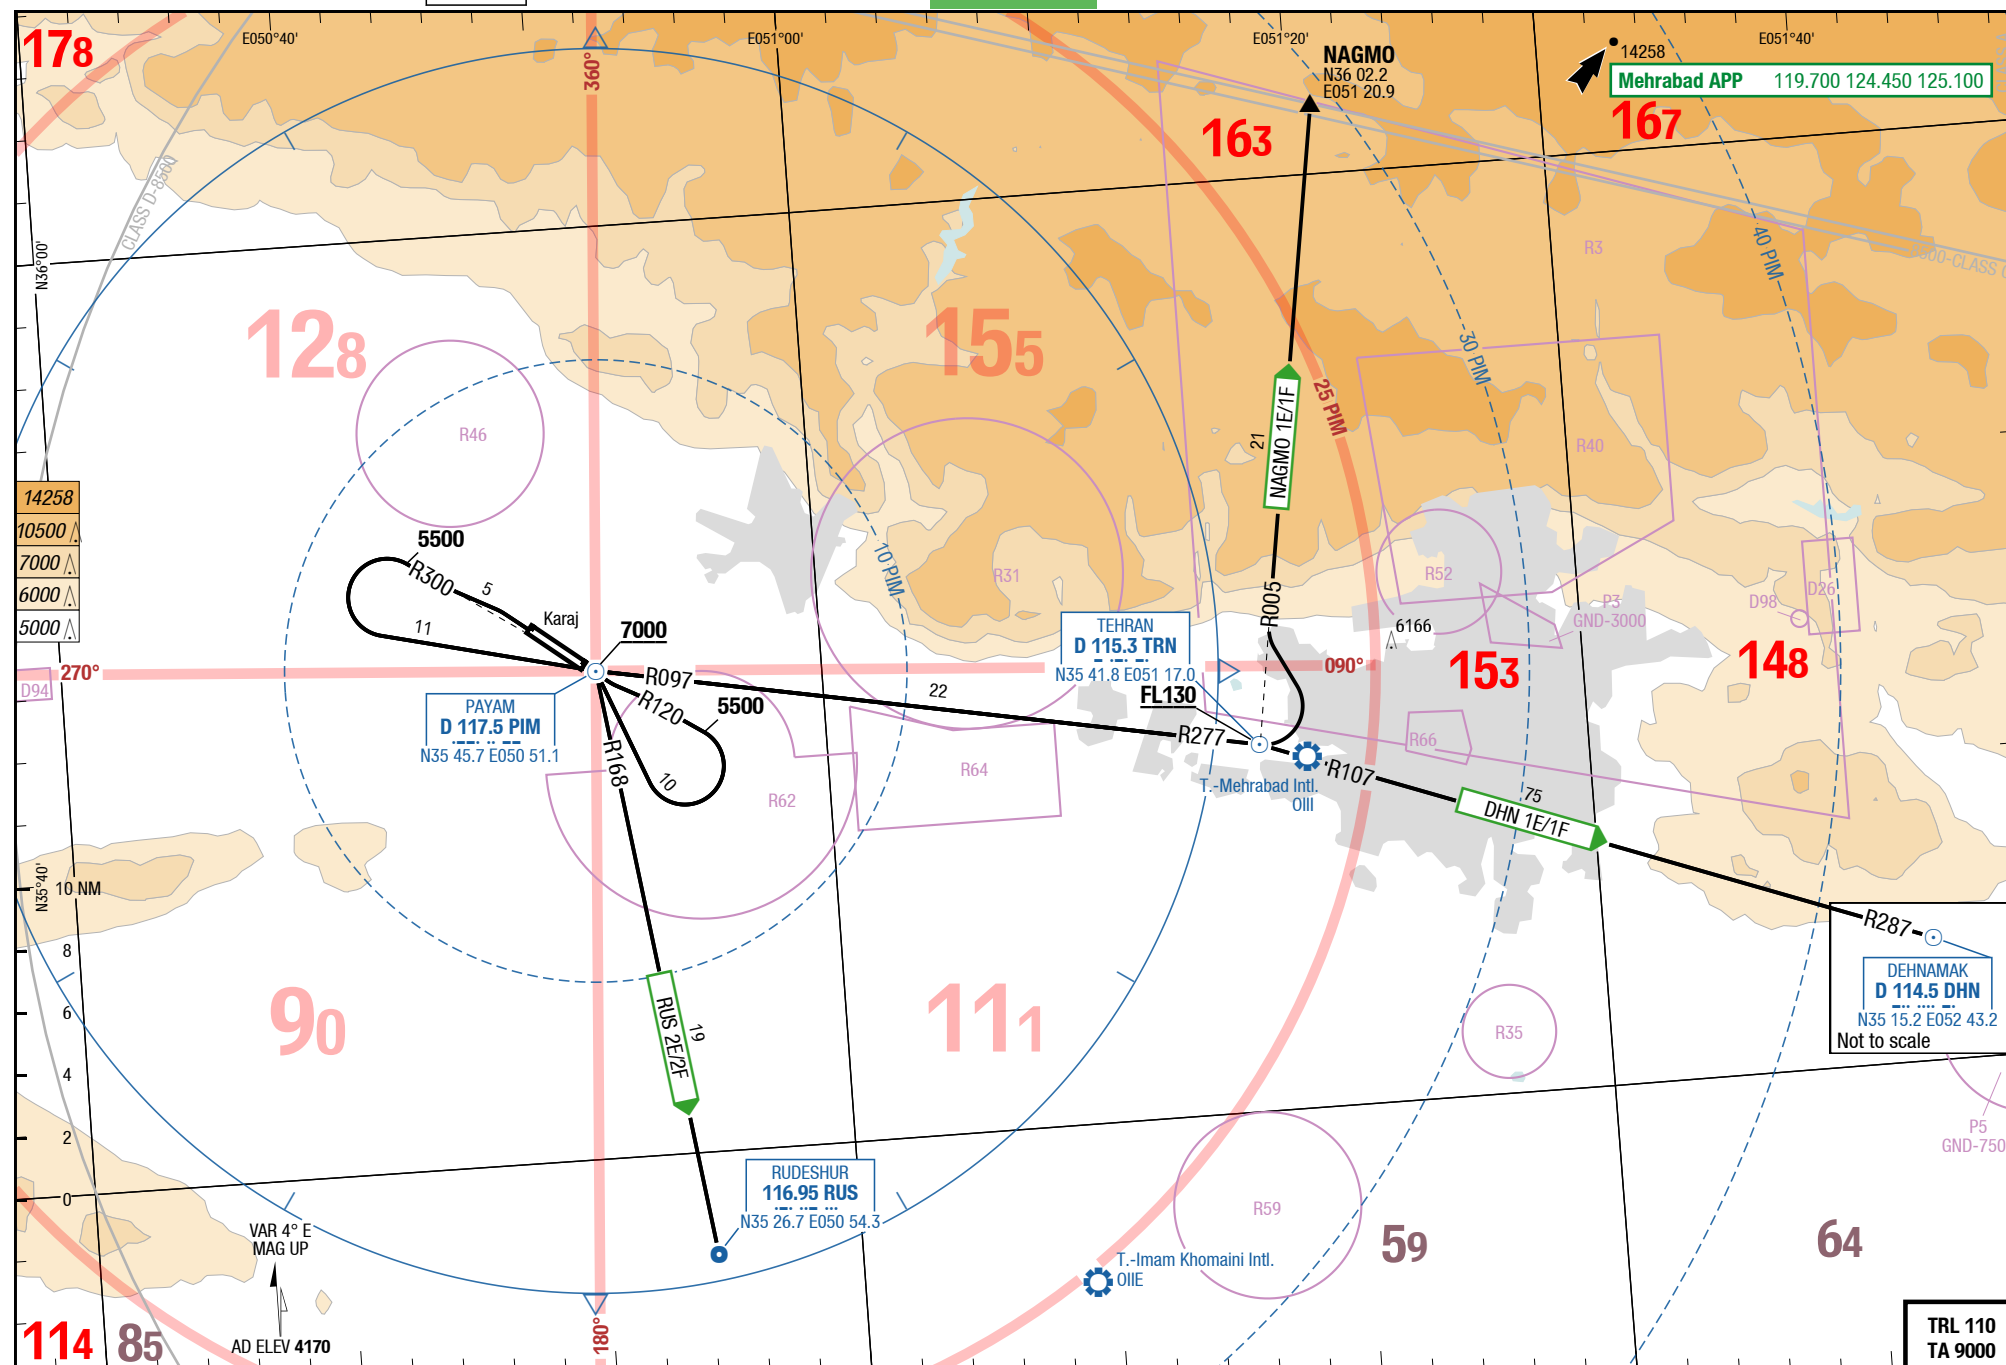 178
E050°40'
E051°00'
E051°20'
E051°40'
360°
NAGMO
N36 02.2
E051 20.9
14258
Mehrabad APP 119.700 124.450 125.100
163
167
CLASS D-8500
N36°00'
R3
40 PIM
128
155
30 PIM
25 PIM
NAGMO 1E/1F
21
R46
R40
14258
10500
7000
6000
5000
5500
R300
5
11
Karaj
7000
10 PIM
R31
R52
P3
GND-3000
D98
D26
R005
6166
TEHRAN
D 115.3 TRN
N35 41.8 E051 17.0
FL130
090°
153
148
270°
D94
R097
R120
5500
22
R277
PAYAM
D 117.5 PIM
N35 45.7 E050 51.1
R168
10
R62
R64
R66
T.-Mehrabad Intl.
OIII
R107
75
DHN 1E/1F
N35°40'
10 NM
8
6
4
2
0
R287
DEHNAMAK
D 114.5 DHN
N35 15.2 E052 43.2
Not to scale
90
111
RUS 2E/2F
19
R35
P5
RUDESHUR
116.95 RUS
N35 26.7 E050 54.3
R59
59
64
T.-Imam Khomaini Intl.
OIIE
VAR 4° E
MAG UP
AD ELEV 4170
180°
114
85
TRL 110
TA 9000